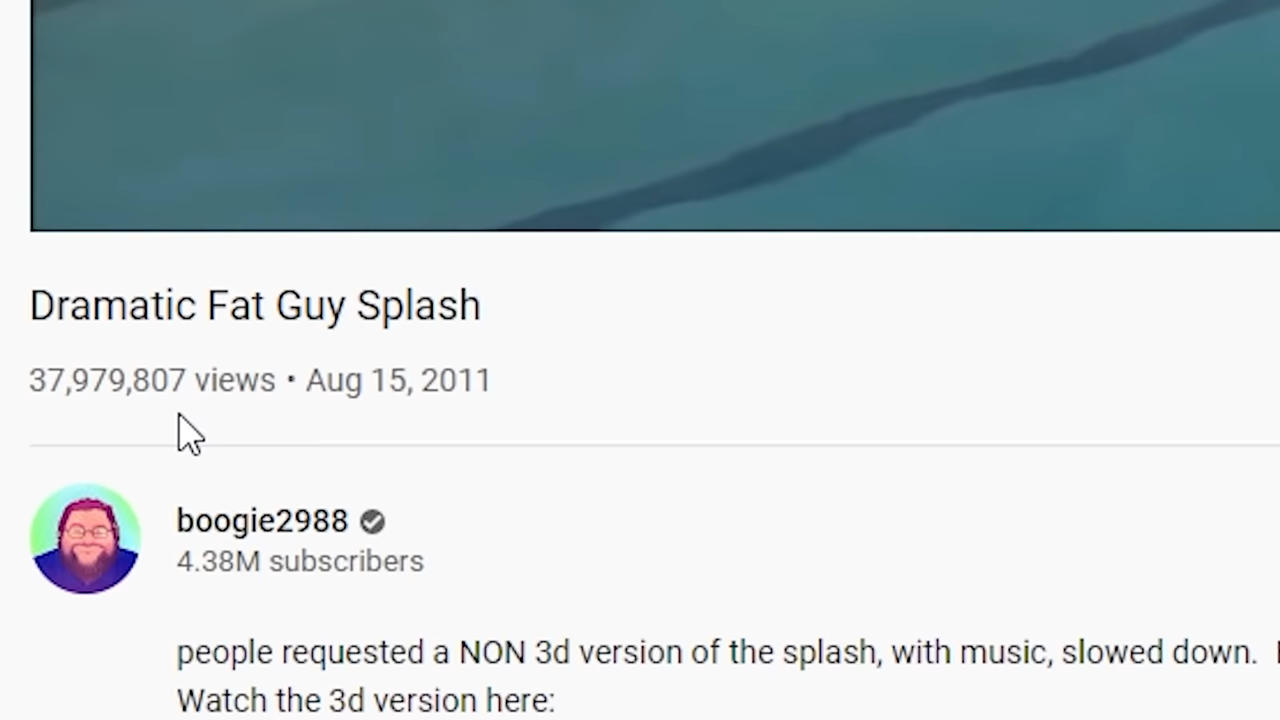 Dramatic Fat Guy Splash
37,979,807 views • Aug 15, 2011
boogie2988
4.38M subscribers
people requested a NON 3d version of the splash, with music, slowed down.
Watch the 3d version here: